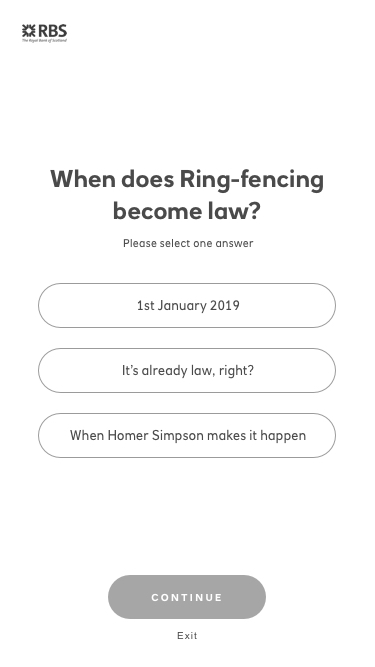 RBS
The Royal Bank of Scotland
When does Ring-fencing
become law?
Please select one answer
1st January 2019
It's already law, right?
When Homer Simpson makes it happen
CONTINUE
Exit